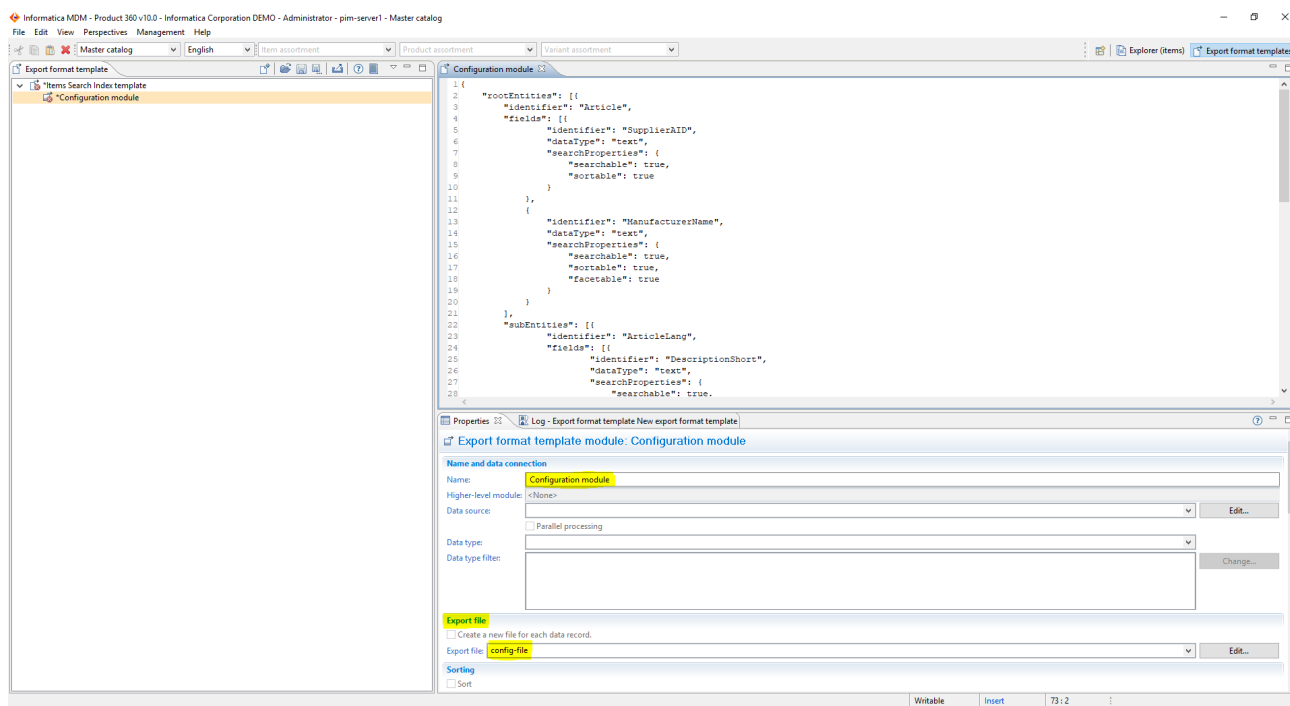 Informatica MDM - Product 360 v10.0 - Informatica Corporation DEMO - Administrator - pim-server1 - Master catalog
File Edit View Perspectives Management Help
Master catalog English Item assortment Product assortment Variant assortment Explorer (items) Export format templates
Export format template
*Items Search Index template
*Configuration module
Configuration module
1 {
2 "rootEntities": [{
3 "identifier": "Article",
4 "fields": [{
5 "identifier": "SupplierAID",
6 "dataType": "text",
7 "searchProperties": {
8 "searchable": true,
9 "sortable": true
10 }
11 },
12 {
13 "identifier": "ManufacturerName",
14 "dataType": "text",
15 "searchProperties": {
16 "searchable": true,
17 "sortable": true,
18 "facetable": true
19 }
20 }
21 ],
22 "subEntities": [{
23 "identifier": "ArticleLang",
24 "fields": [{
25 "identifier": "DescriptionShort",
26 "dataType": "text",
27 "searchProperties": {
28 "searchable": true,
Properties Log - Export format template New export format template
Export format template module: Configuration module
Name and data connection
Name: Configuration module
Higher-level module: <None>
Data source: Edit...
Parallel processing
Data type:
Data type filter: Change...
Export file
Create a new file for each data record.
Export file: config-file Edit...
Sorting
Sort
Writable Insert 73 : 2